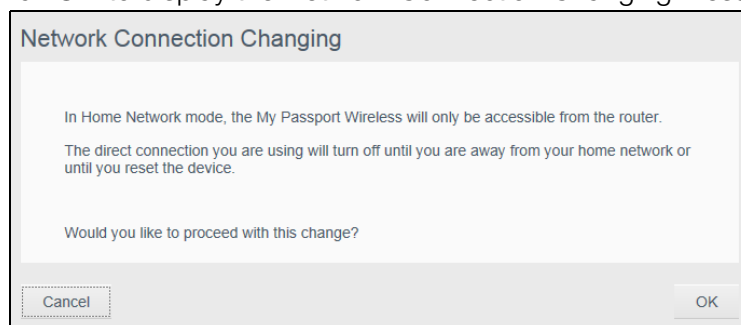 Network Connection Changing
In Home Network mode, the My Passport Wireless will only be accessible from the router.
The direct connection you are using will turn off until you are away from your home network or
until you reset the device.
Would you like to proceed with this change?
Cancel
OK